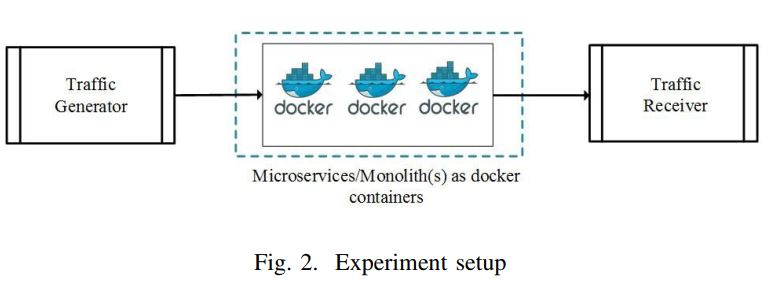 Traffic
Generator
docker docker docker
Traffic
Receiver
Microservices/Monolith(s) as docker
containers
Fig. 2. Experiment setup